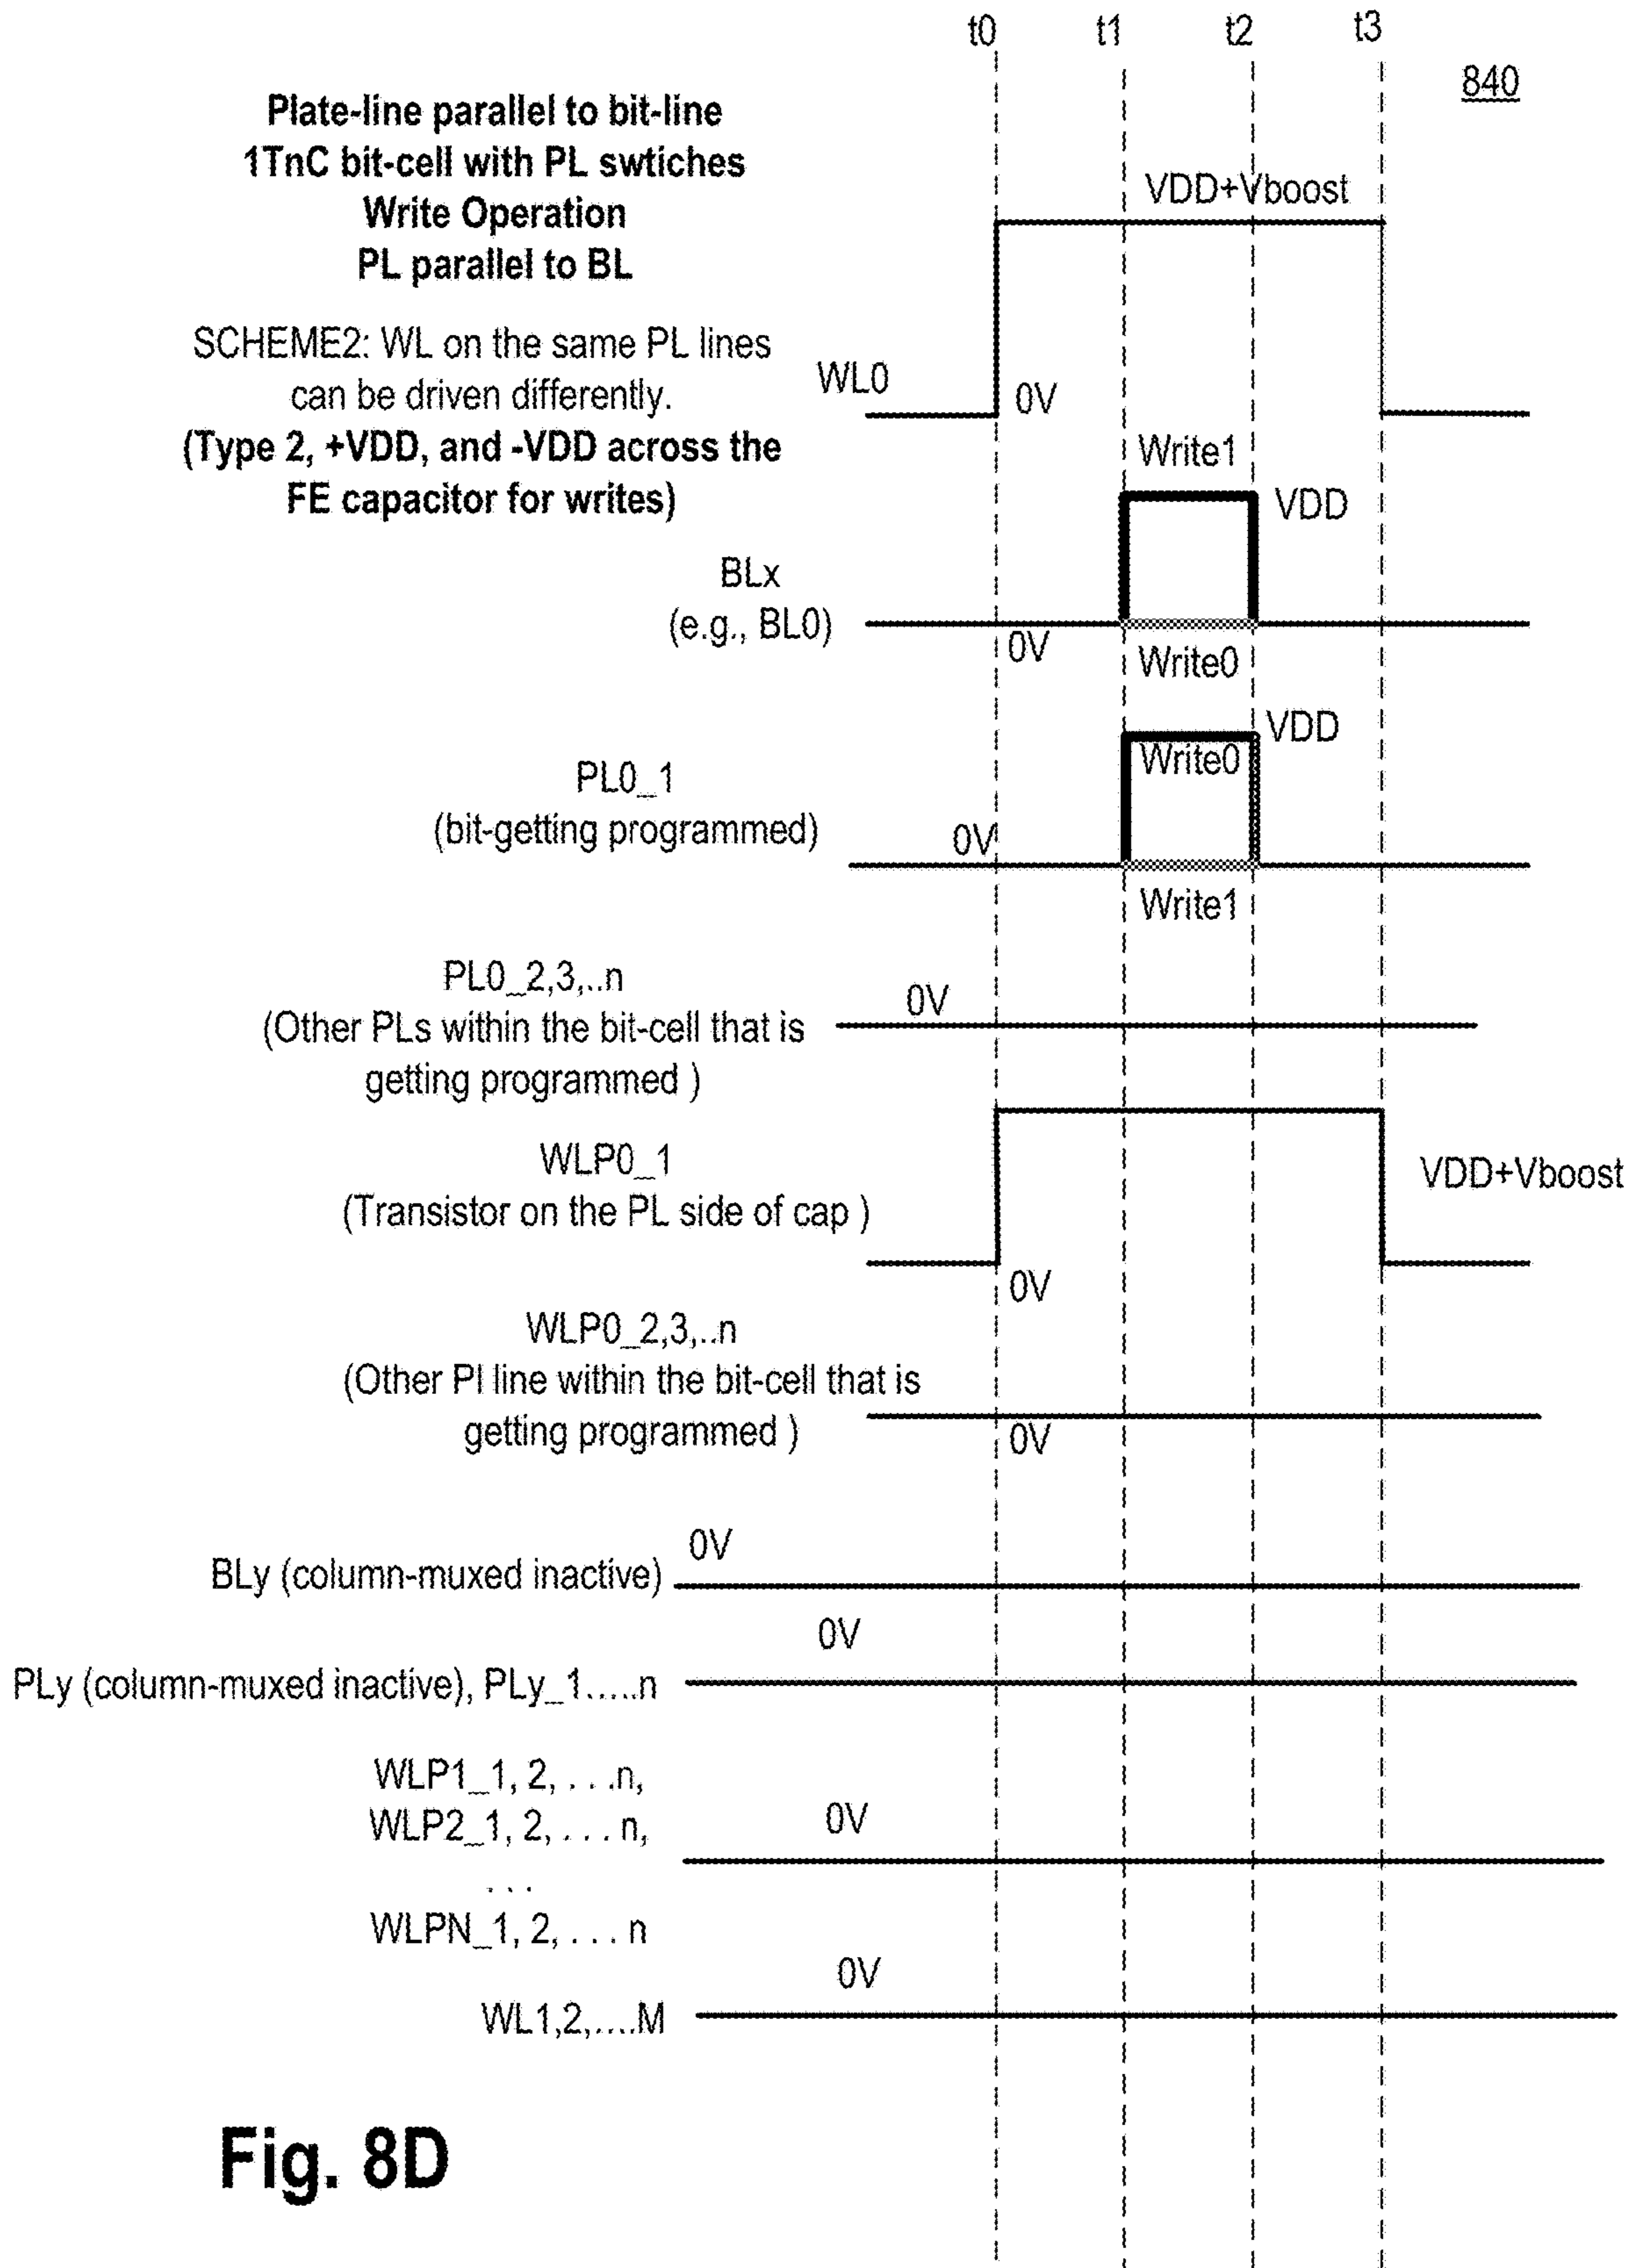 t0 t1 t2 t3
840
Plate-line parallel to bit-line
1TnC bit-cell with PL swtiches
Write Operation
PL parallel to BL
VDD+Vboost
SCHEME2: WL on the same PL lines
can be driven differently.
(Type 2, +VDD, and -VDD across the
FE capacitor for writes)
WL0
0V
Write1
VDD
BLx
(e.g., BL0)
0V
Write0
VDD
Write0
PL0_1
(bit-getting programmed)
0V
Write1
PL0_2,3,..n
(Other PLs within the bit-cell that is
getting programmed )
0V
WLP0_1
(Transistor on the PL side of cap )
VDD+Vboost
0V
WLP0_2,3,..n
(Other Pl line within the bit-cell that is
getting programmed )
0V
BLy (column-muxed inactive)
0V
0V
PLy (column-muxed inactive), PLy_1.....n
WLP1_1, 2, . . .n,
WLP2_1, 2, . . . n,
. . .
WLPN_1, 2, . . . n
0V
0V
WL1,2,....M
Fig. 8D